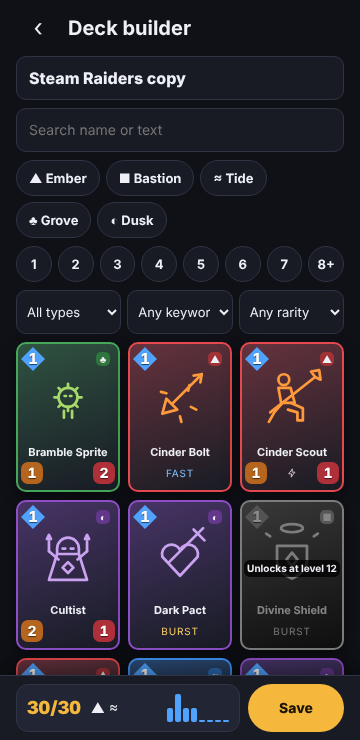 Deck builder
Steam Raiders copy
Search name or text
Ember
Bastion
Tide
Grove
Dusk
1 2 3 4 5 6 7 8+
All types
Any keywor
Any rarity
1
Bramble Sprite
1 2
1
Cinder Bolt
FAST
1
Cinder Scout
1 1
1
Cultist
2 1
1
Dark Pact
BURST
1
Unlocks at level 12
Divine Shield
BURST
30/30
Save